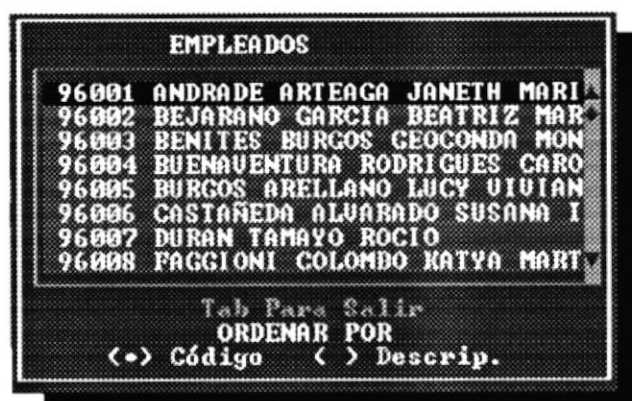 EMPLEADOS
96001 ANDRADE ARTEAGA JANETH MARI
96002 BEJARANO GARCIA BEATRIZ MAR
96003 BENITES BURGOS GEOCONDA MON
96004 BUENAVENTURA RODRIGUES CARO
96005 BURGOS ARELLANO LUCY VIVIAN
96006 CASTAÑEDA ALVARADO SUSANA I
96007 DURAN TAMAYO ROCIO
96008 FAGGIONI COLOMBO KATYA MART
Tab Para Salir
ORDENAR POR
(•) Código ( ) Descrip.